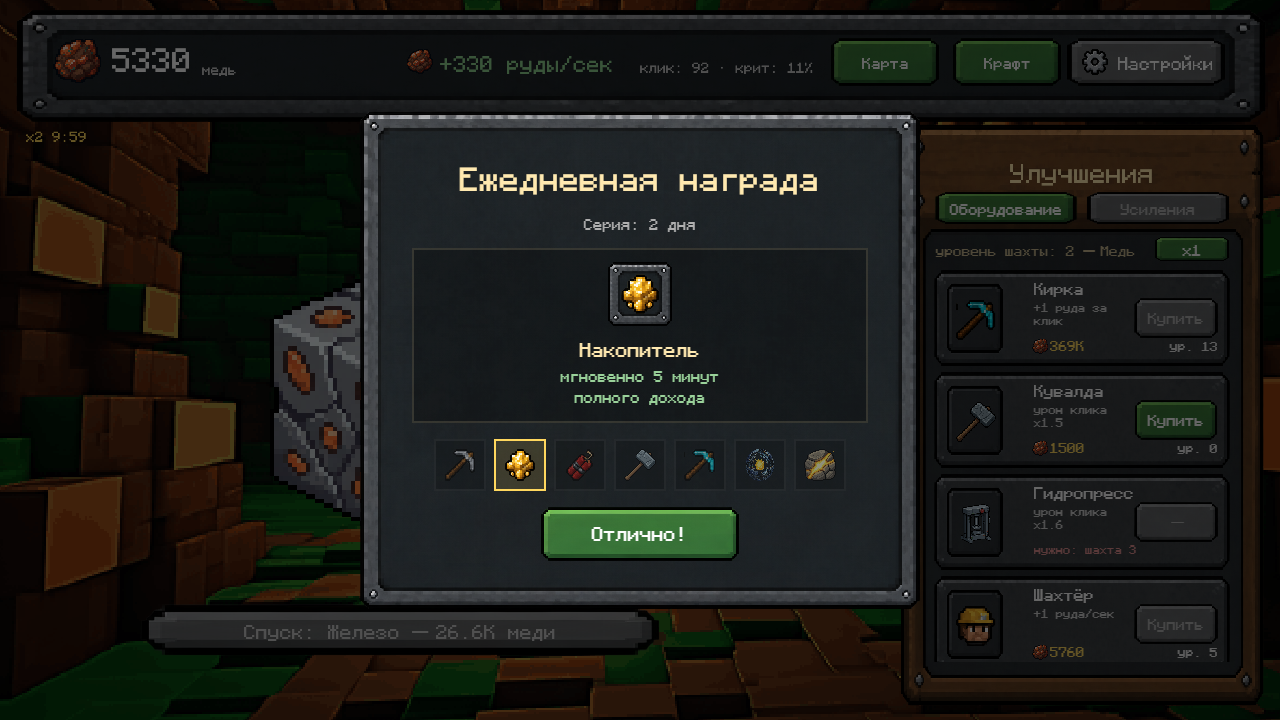 5330 медь
+330 руды/сек
клик: 92 · крит: 11%
Карта
Крафт
Настройки
x2 9:59
Ежедневная награда
Серия: 2 дня
Накопитель
мгновенно 5 минут
полного дохода
Отлично!
Спуск: Железо — 26.6К меди
Улучшения
Оборудование
Усиления
уровень шахты: 2 — Медь
x1
Кирка
+1 руда за
клик
Купить
369К
ур. 13
Кувалда
урон клика
x1.5
Купить
1500
ур. 0
Гидропресс
урон клика
x1.6
—
нужно: шахта 3
Шахтёр
+1 руда/сек
Купить
5760
ур. 5